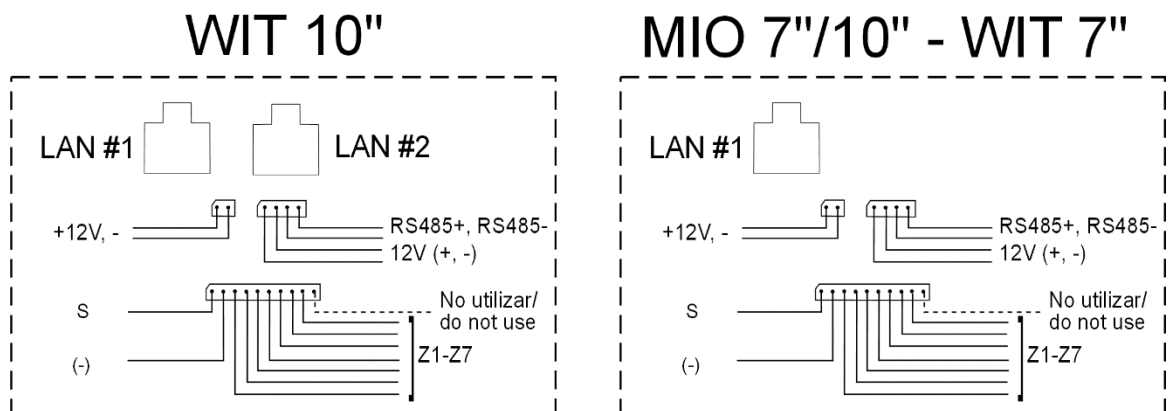 WIT 10"
LAN #1
LAN #2
+12V, -
RS485+, RS485-
12V (+, -)
S
No utilizar/
do not use
(-)
Z1-Z7
MIO 7"/10" - WIT 7"
LAN #1
+12V, -
RS485+, RS485-
12V (+, -)
S
No utilizar/
do not use
(-)
Z1-Z7